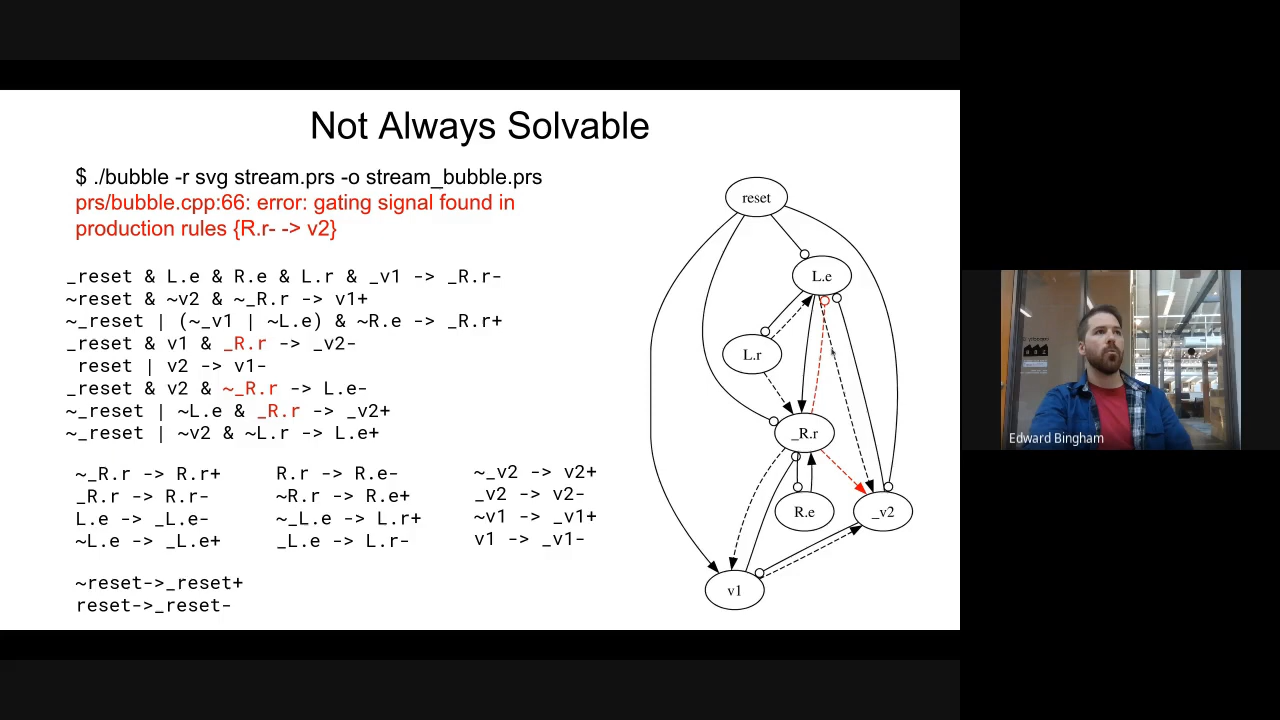 Not Always Solvable
$ ./bubble -r svg stream.prs -o stream_bubble.prs
prs/bubble.cpp:66: error: gating signal found in
production rules {R.r- -> v2}
_reset & L.e & R.e & L.r & _v1 -> _R.r-
~reset & ~v2 & ~_R.r -> v1+
~_reset | (~_v1 | ~L.e) & ~R.e -> _R.r+
_reset & v1 & _R.r -> _v2-
reset | v2 -> v1-
_reset & v2 & ~_R.r -> L.e-
~_reset | ~L.e & _R.r -> _v2+
~_reset | ~v2 & ~L.r -> L.e+
~_R.r -> R.r+
_R.r -> R.r-
L.e -> _L.e-
~L.e -> _L.e+
R.r -> R.e-
~R.r -> R.e+
~_L.e -> L.r+
_L.e -> L.r-
~_v2 -> v2+
_v2 -> v2-
~v1 -> _v1+
v1 -> _v1-
~reset->_reset+
reset->_reset-
reset
L.e
L.r
_R.r
R.e
_v2
v1
Edward Bingham